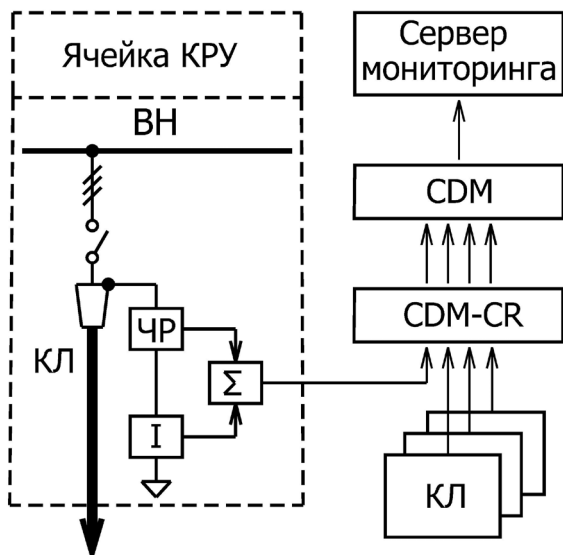 Ячейка КРУ
ВН
КЛ
ЧР
Σ
I
Сервер
мониторинга
CDM
CDM-CR
КЛ